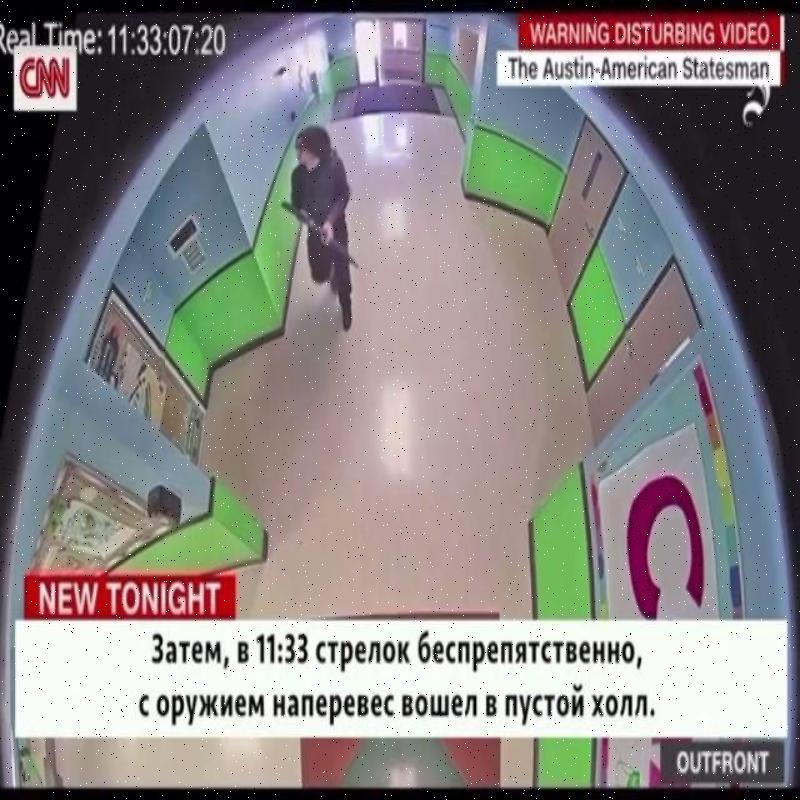 Real Time: 11:33:07:20
CNN
WARNING DISTURBING VIDEO
The Austin-American Statesman
C
NEW TONIGHT
Затем, в 11:33 стрелок беспрепятственно,
с оружием наперевес вошел в пустой холл.
OUTFRONT